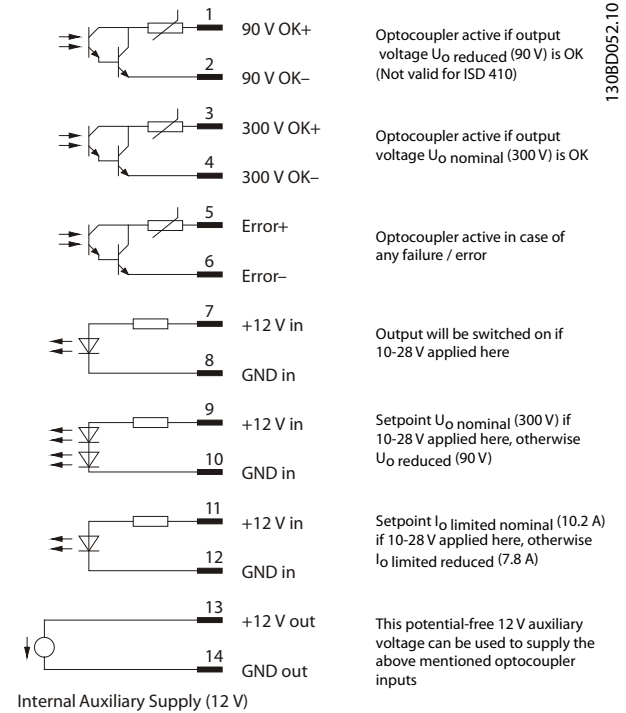 130BD052.10
1
90 V OK+
2
90 V OK–
Optocoupler active if output
voltage UO reduced (90 V) is OK
(Not valid for ISD 410)
3
300 V OK+
4
300 V OK–
Optocoupler active if output
voltage UO nominal (300 V) is OK
5
Error+
6
Error–
Optocoupler active in case of
any failure / error
7
+12 V in
8
GND in
Output will be switched on if
10-28 V applied here
9
+12 V in
10
GND in
Setpoint UO nominal (300 V) if
10-28 V applied here, otherwise
UO reduced (90 V)
11
+12 V in
12
GND in
Setpoint IO limited nominal (10.2 A)
if 10-28 V applied here, otherwise
IO limited reduced (7.8 A)
13
+12 V out
14
GND out
This potential-free 12 V auxiliary
voltage can be used to supply the
above mentioned optocoupler
inputs
Internal Auxiliary Supply (12 V)